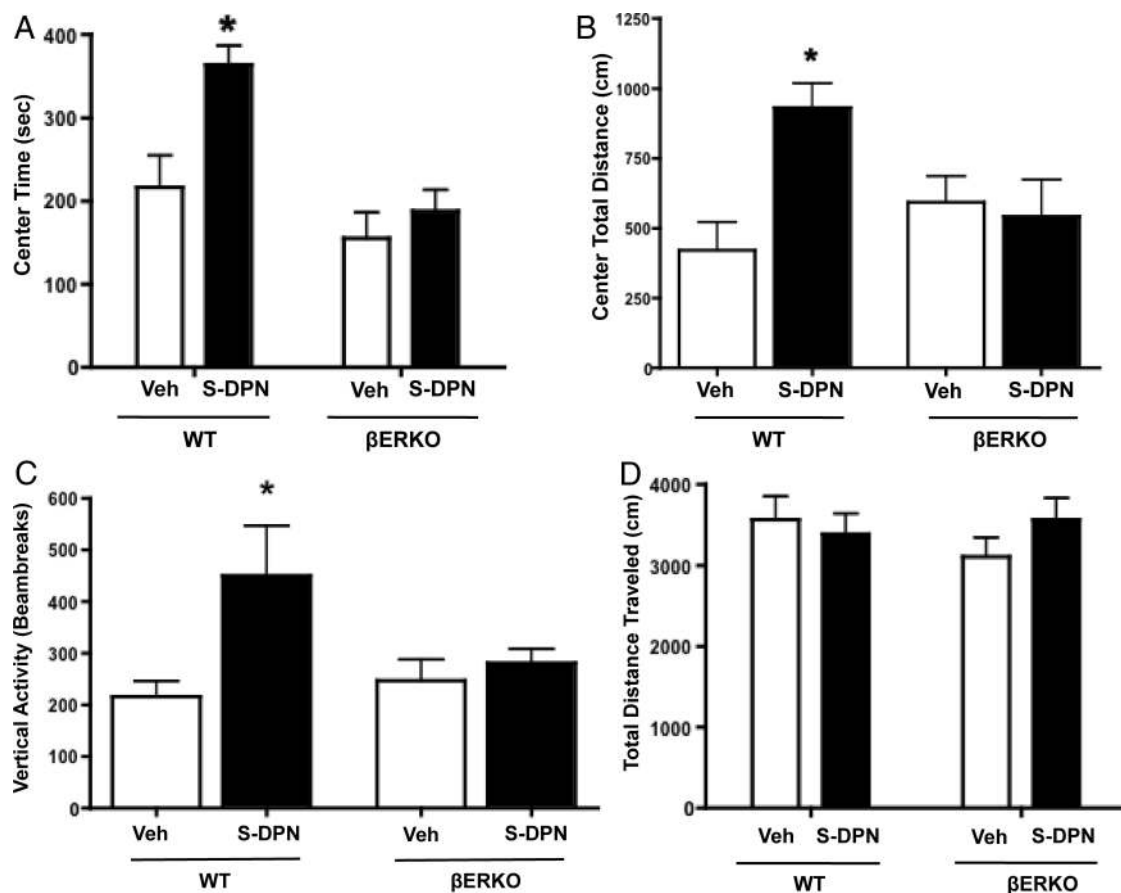 A
Center Time (sec)
400
300
200
100
0
*
Veh S-DPN Veh S-DPN
WT βERKO
B
Center Total Distance (cm)
1250
1000
750
500
250
0
*
Veh S-DPN Veh S-DPN
WT βERKO
C
Vertical Activity (Beambreaks)
600
500
400
300
200
100
0
*
Veh S-DPN Veh S-DPN
WT βERKO
D
Total Distance Traveled (cm)
4000
3000
2000
1000
0
Veh S-DPN Veh S-DPN
WT βERKO